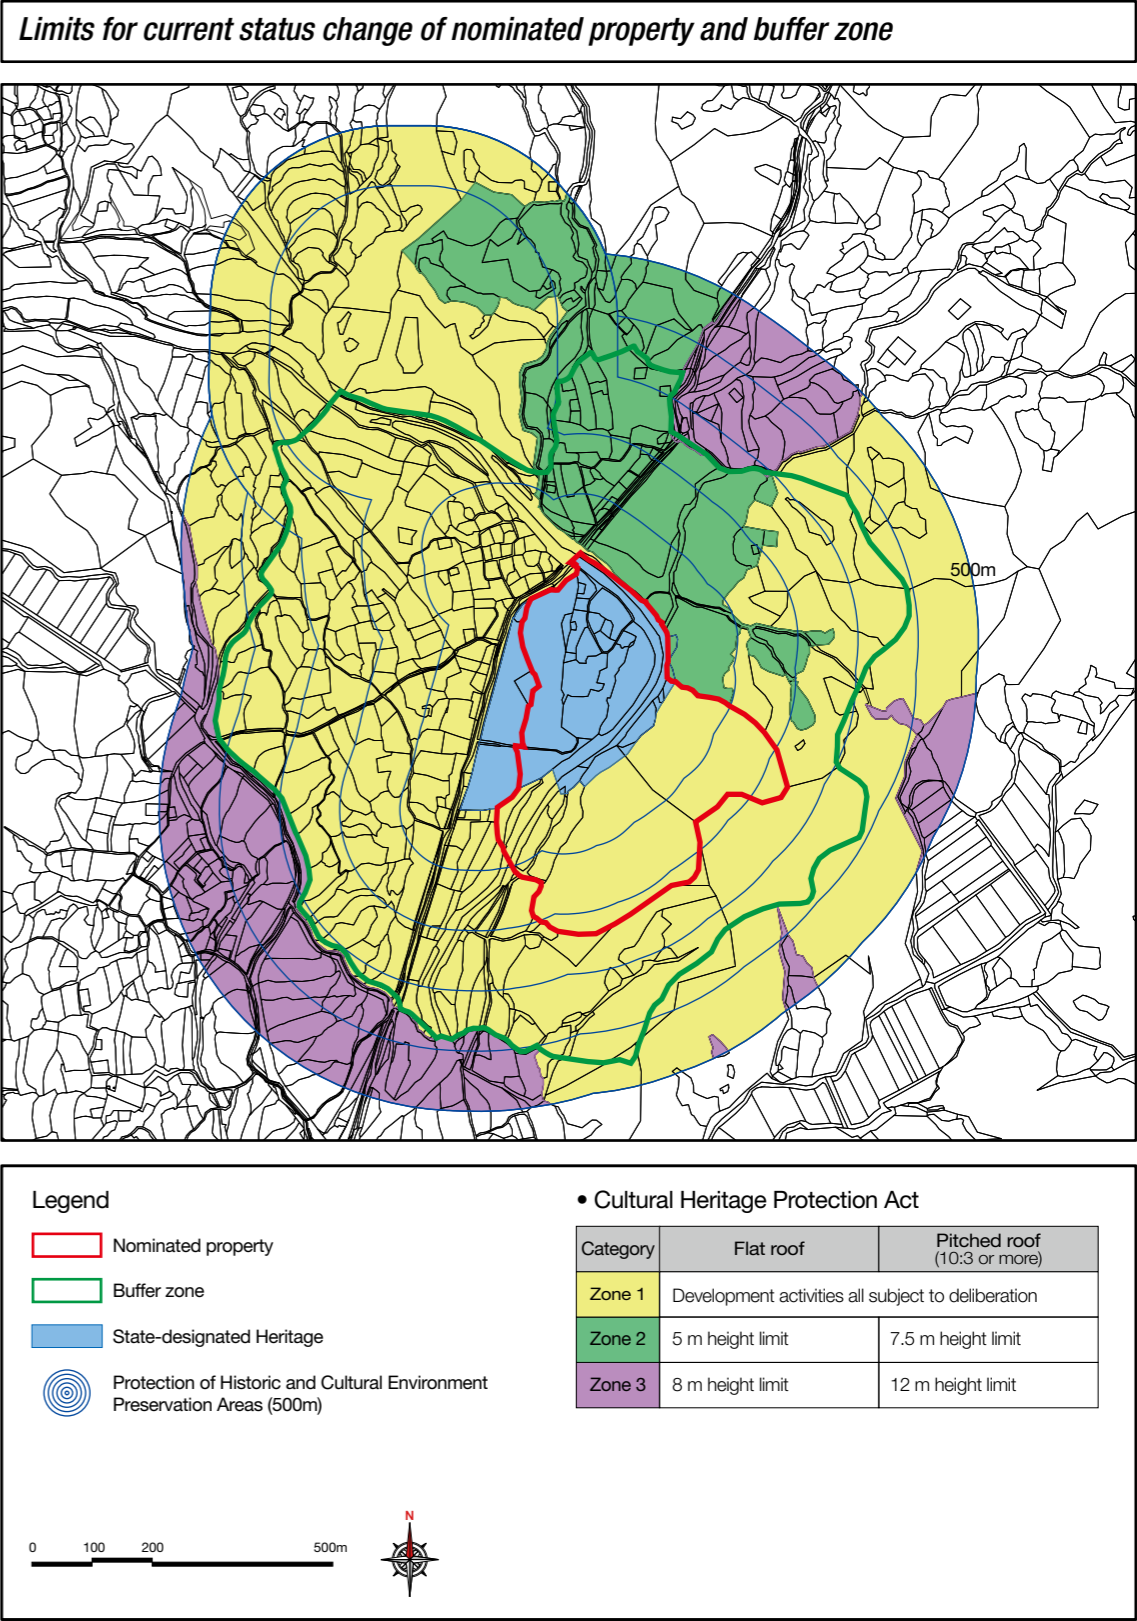 Limits for current status change of nominated property and buffer zone
500m
Legend
Nominated property
Buffer zone
State-designated Heritage
Protection of Historic and Cultural Environment
Preservation Areas (500m)
• Cultural Heritage Protection Act
Category Flat roof Pitched roof
(10:3 or more)
Zone 1 Development activities all subject to deliberation
Zone 2 5 m height limit 7.5 m height limit
Zone 3 8 m height limit 12 m height limit
0 100 200 500m
N